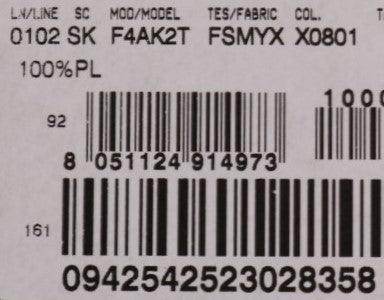 LN/LINE SC MOD/MODEL TES/FABRIC COL. T
0102 SK F4AK2T FSMYX X0801
100%PL
1000
92
8 051124 914973
161
0942542523028358